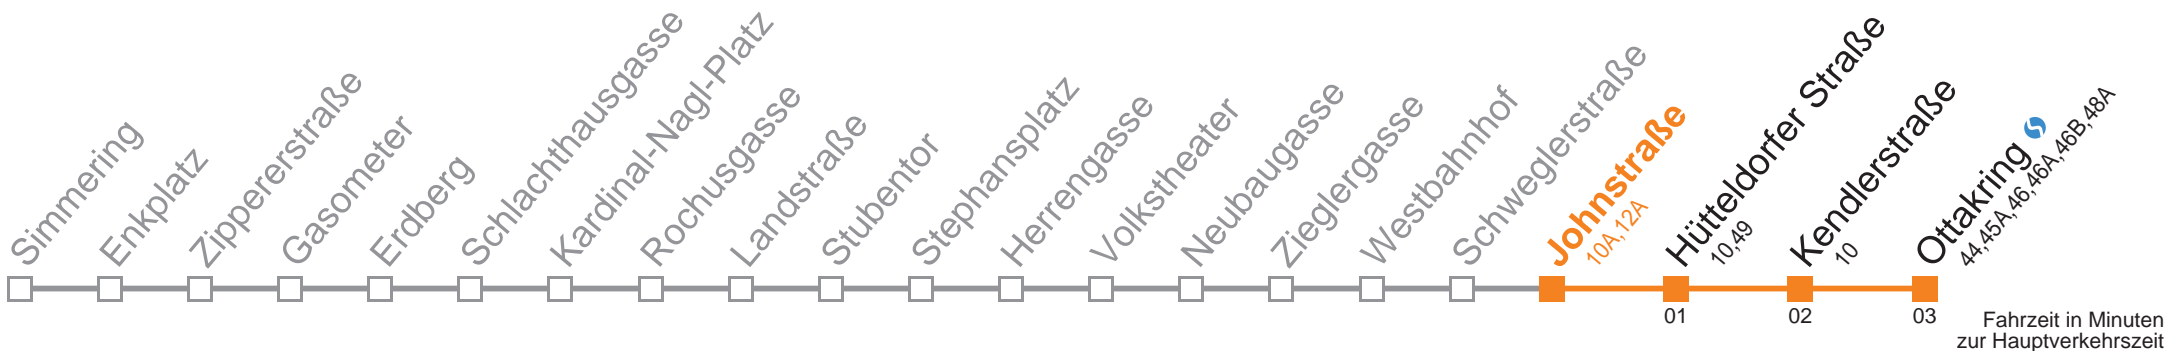 Simmering
Enkplatz
Zippererstraße
Gasometer
Erdberg
Schlachthausgasse
Kardinal-Nagl-Platz
Rochusgasse
Landstraße
Stubentor
Stephansplatz
Herrengasse
Volkstheater
Neubaugasse
Zieglergasse
Westbahnhof
Schweglerstraße
Johnstraße
10A,12A
Hütteldorfer Straße
10,49
Kendlerstraße
10
Ottakring
44,45A,46,46A,46B,48A
01
02
03
Fahrzeit in Minuten
zur Hauptverkehrszeit